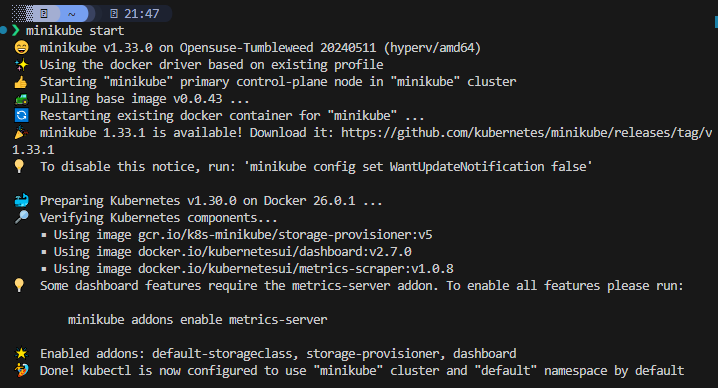 ~ 21:47
❯ minikube start
😄 minikube v1.33.0 on Opensuse-Tumbleweed 20240511 (hyperv/amd64)
✨ Using the docker driver based on existing profile
👍 Starting "minikube" primary control-plane node in "minikube" cluster
🚜 Pulling base image v0.0.43 ...
🔄 Restarting existing docker container for "minikube" ...
🎉 minikube 1.33.1 is available! Download it: https://github.com/kubernetes/minikube/releases/tag/v
1.33.1
💡 To disable this notice, run: 'minikube config set WantUpdateNotification false'
🐳 Preparing Kubernetes v1.30.0 on Docker 26.0.1 ...
🔎 Verifying Kubernetes components...
▪ Using image gcr.io/k8s-minikube/storage-provisioner:v5
▪ Using image docker.io/kubernetesui/dashboard:v2.7.0
▪ Using image docker.io/kubernetesui/metrics-scraper:v1.0.8
💡 Some dashboard features require the metrics-server addon. To enable all features please run:
minikube addons enable metrics-server
🌟 Enabled addons: default-storageclass, storage-provisioner, dashboard
🏄 Done! kubectl is now configured to use "minikube" cluster and "default" namespace by default